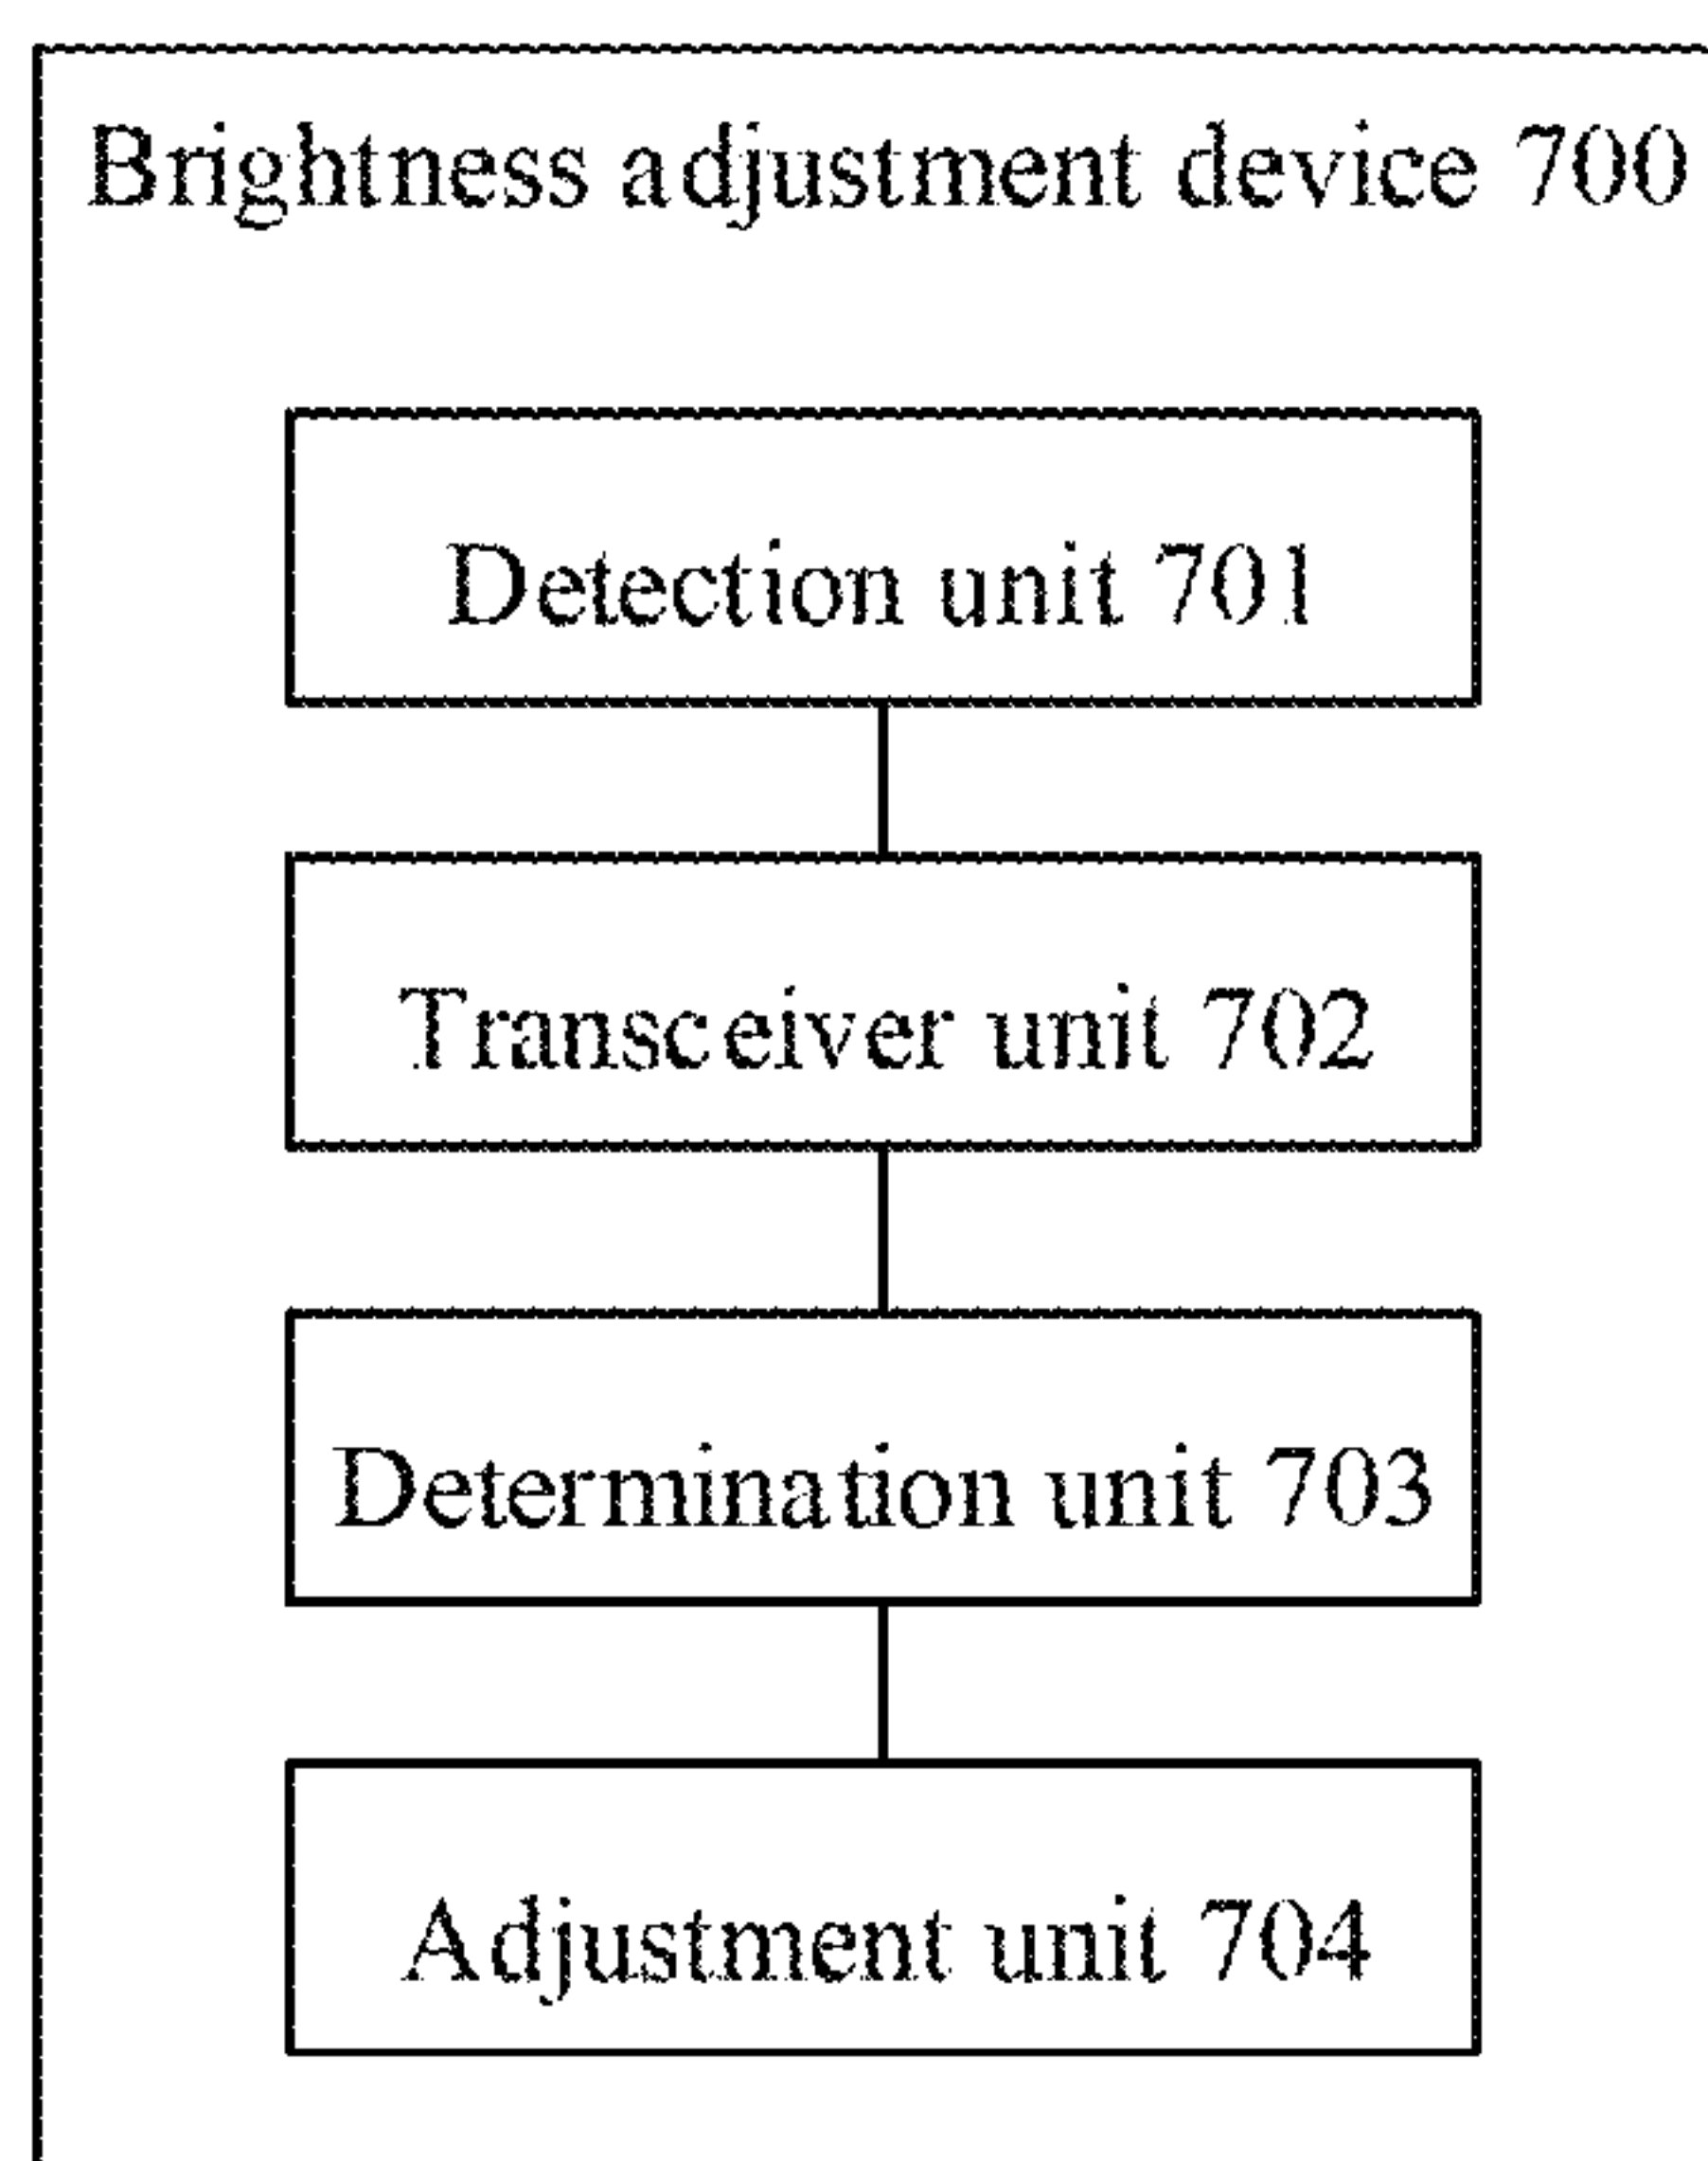 Brightness adjustment device 700
Detection unit 701
Transceiver unit 702
Determination unit 703
Adjustment unit 704